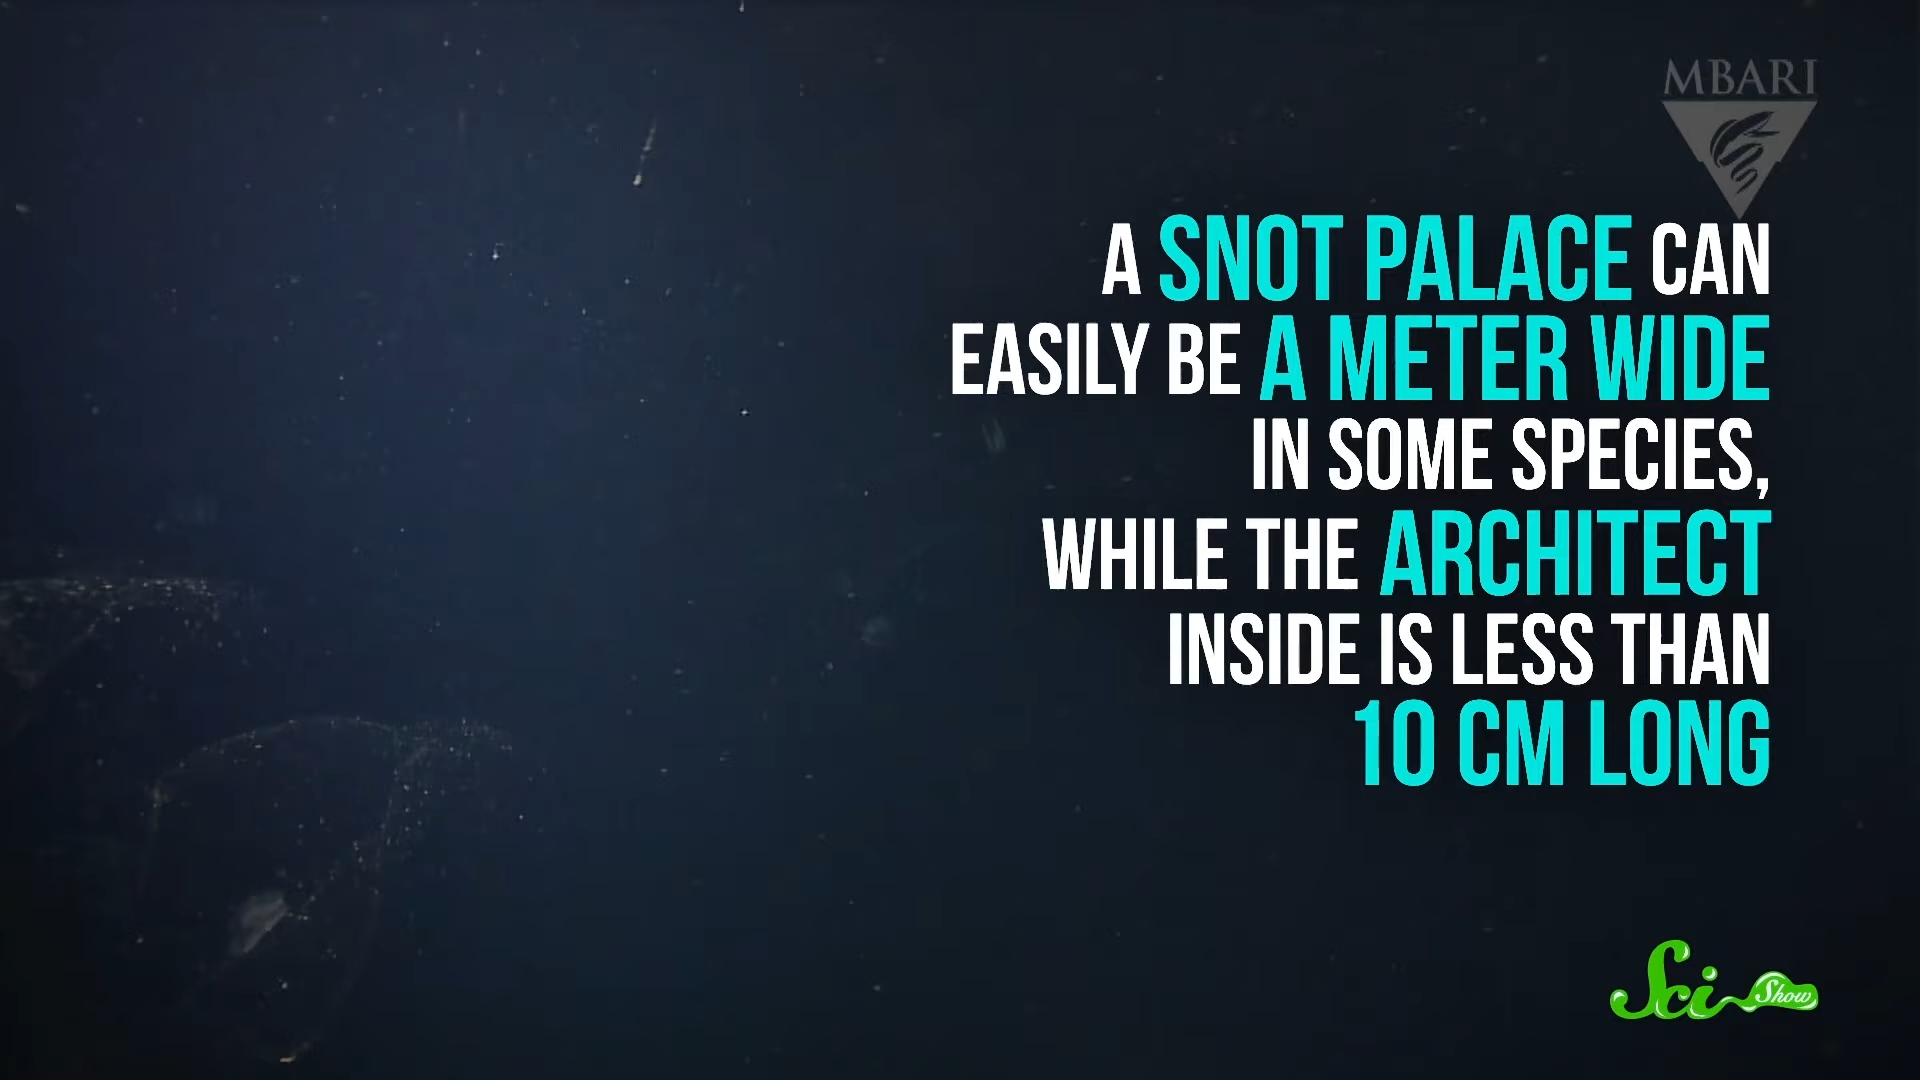 MBARI
A SNOT PALACE CAN
EASILY BE A METER WIDE
IN SOME SPECIES,
WHILE THE ARCHITECT
INSIDE IS LESS THAN
10 CM LONG
Sci Show